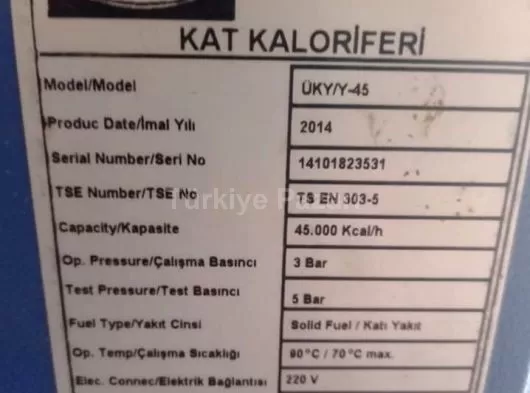 KAT KALORİFERİ
Model/Model ÜKY/Y-45
Produc Date/İmal Yılı 2014
Serial Number/Seri No 14101823531
TSE Number/TSE No TS EN 303-5
Türkiye Pazarı
Capacity/Kapasite 45.000 Kcal/h
Op. Pressure/Çalışma Basıncı 3 Bar
Test Pressure/Test Basıncı 5 Bar
Fuel Type/Yakıt Cinsi Solid Fuel / Katı Yakıt
Op. Temp/Çalışma Sıcaklığı 90°C / 70°C max.
Elec. Connec/Elektrik Bağlantısı 220 V